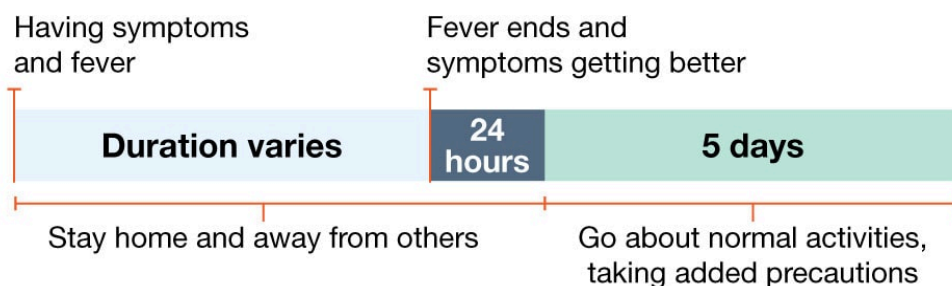 Having symptoms
and fever
Fever ends and
symptoms getting better
Duration varies
24
hours
5 days
Stay home and away from others
Go about normal activities,
taking added precautions